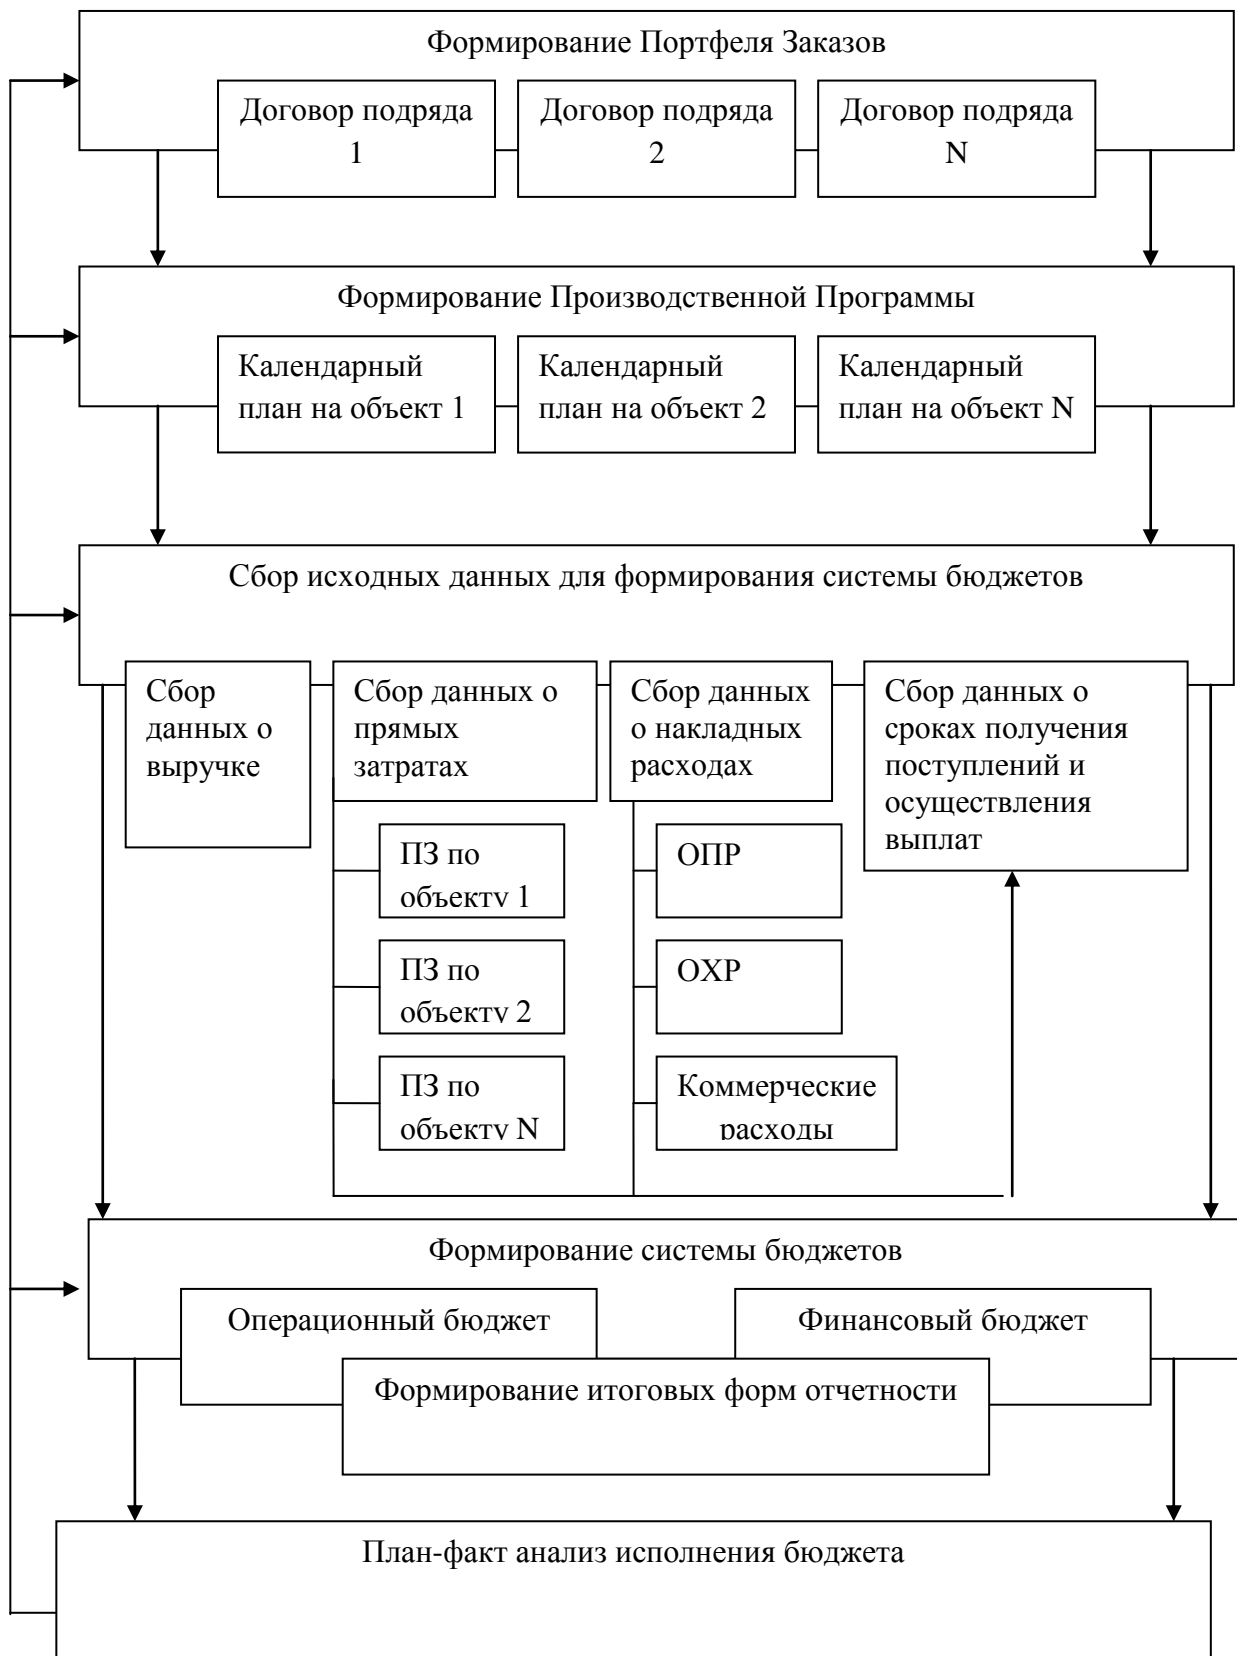 Формирование Портфеля Заказов
Договор подряда
1
Договор подряда
2
Договор подряда
N
Формирование Производственной Программы
Календарный
план на объект 1
Календарный
план на объект 2
Календарный
план на объект N
Сбор исходных данных для формирования системы бюджетов
Сбор
данных о
выручке
Сбор данных о
прямых
затратах
Сбор данных
о накладных
расходах
Сбор данных о
сроках получения
поступлений и
осуществления
выплат
ПЗ по
объекту 1
ОПР
ПЗ по
объекту 2
ОХР
ПЗ по
объекту N
Коммерческие
расходы
Формирование системы бюджетов
Операционный бюджет
Финансовый бюджет
Формирование итоговых форм отчетности
План-факт анализ исполнения бюджета